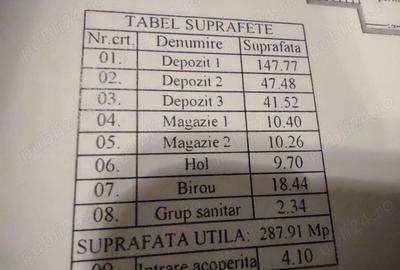 TABEL SUPRAFETE
Nr.crt. Denumire Suprafata
01. Depozit 1 147.77
02. Depozit 2 47.48
03. Depozit 3 41.52
04. Magazie 1 10.40
05. Magazie 2 10.26
06. Hol 9.70
07. Birou 18.44
08. Grup sanitar 2.34
SUPRAFATA UTILA: 287.91 Mp
09. Intrare acoperita 4.10